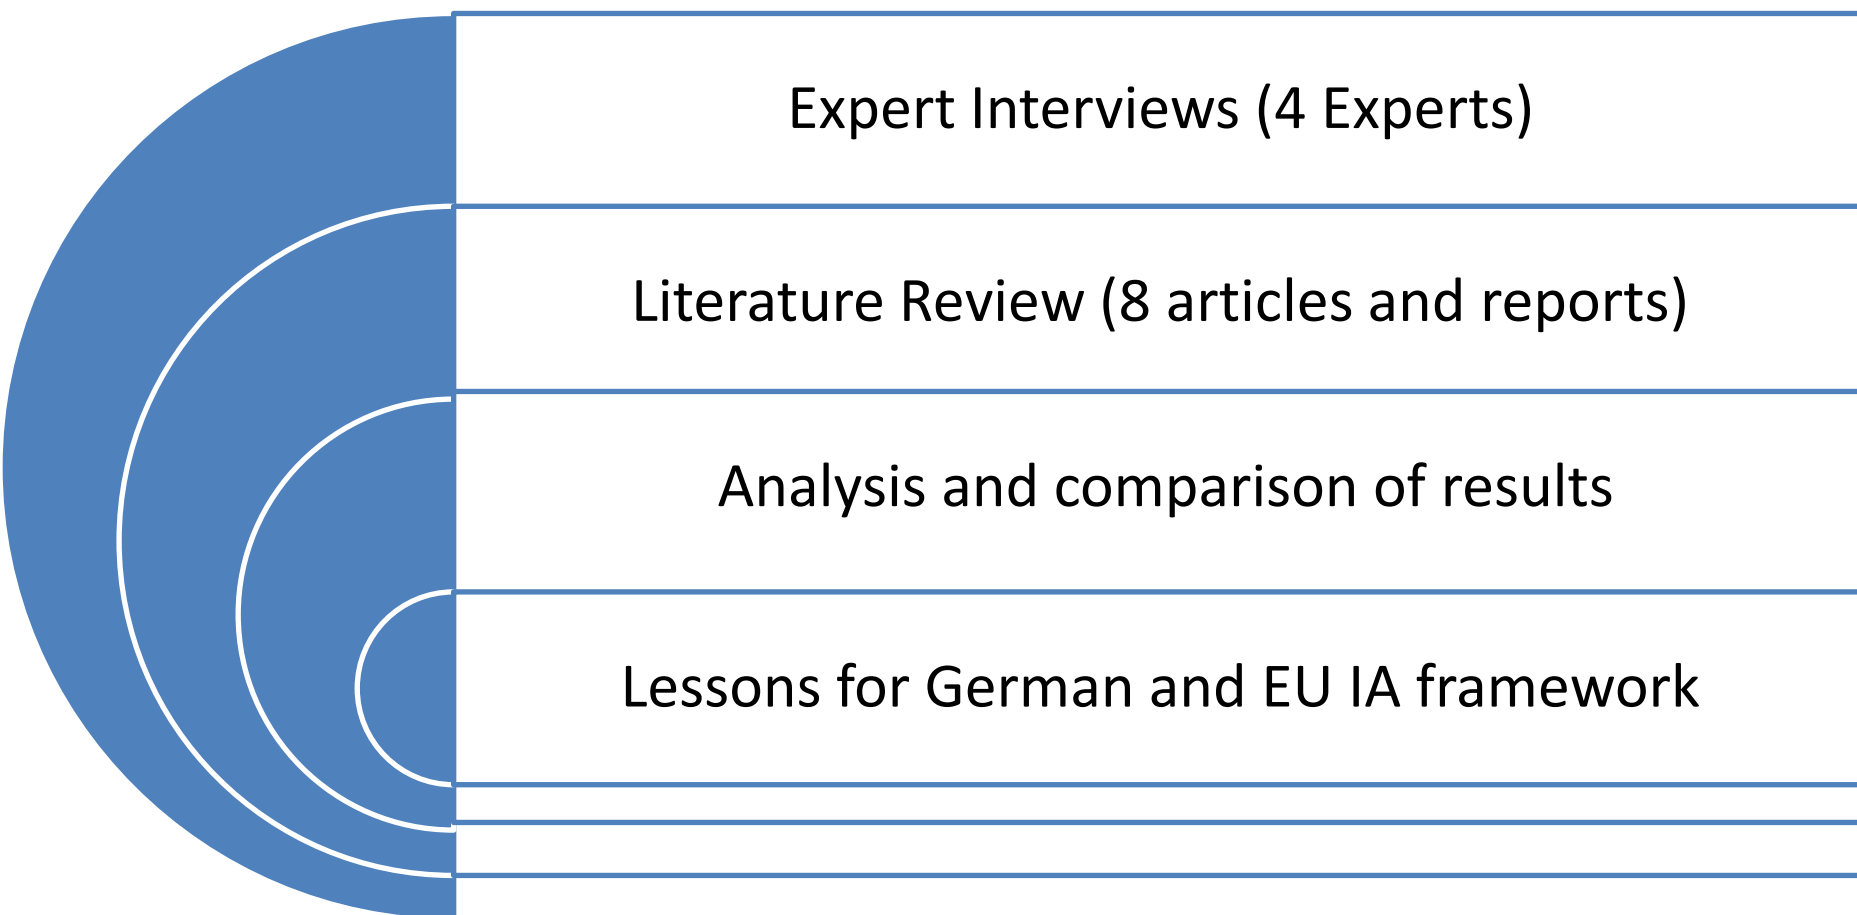 Expert Interviews (4 Experts)
Literature Review (8 articles and reports)
Analysis and comparison of results
Lessons for German and EU IA framework